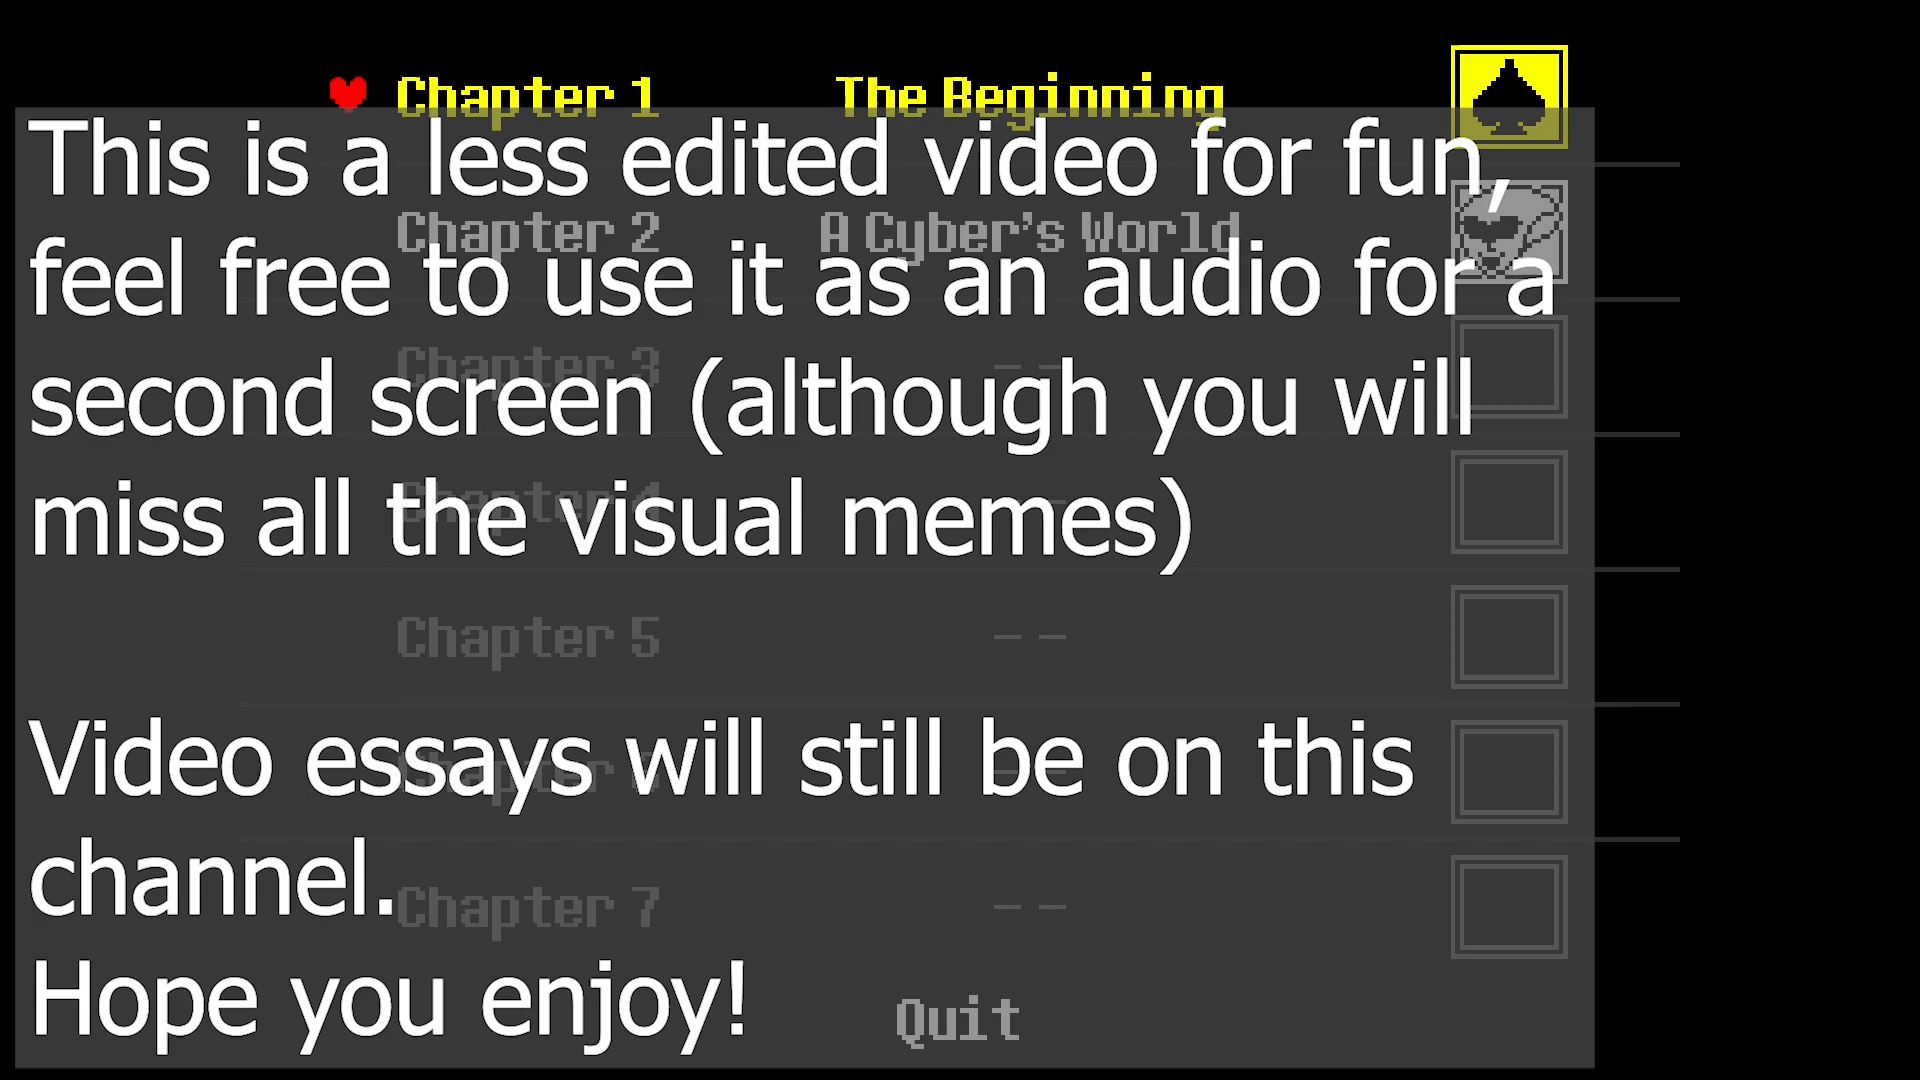 Chapter 1 The Beginning
This is a less edited video for fun,
Chapter 2 A Cyber's World
feel free to use it as an audio for a
Chapter 3 --
second screen (although you will
Chapter 4
miss all the visual memes)
Chapter 5 --
Video essays will still be on this
channel.
Chapter 7 --
Hope you enjoy!
Quit